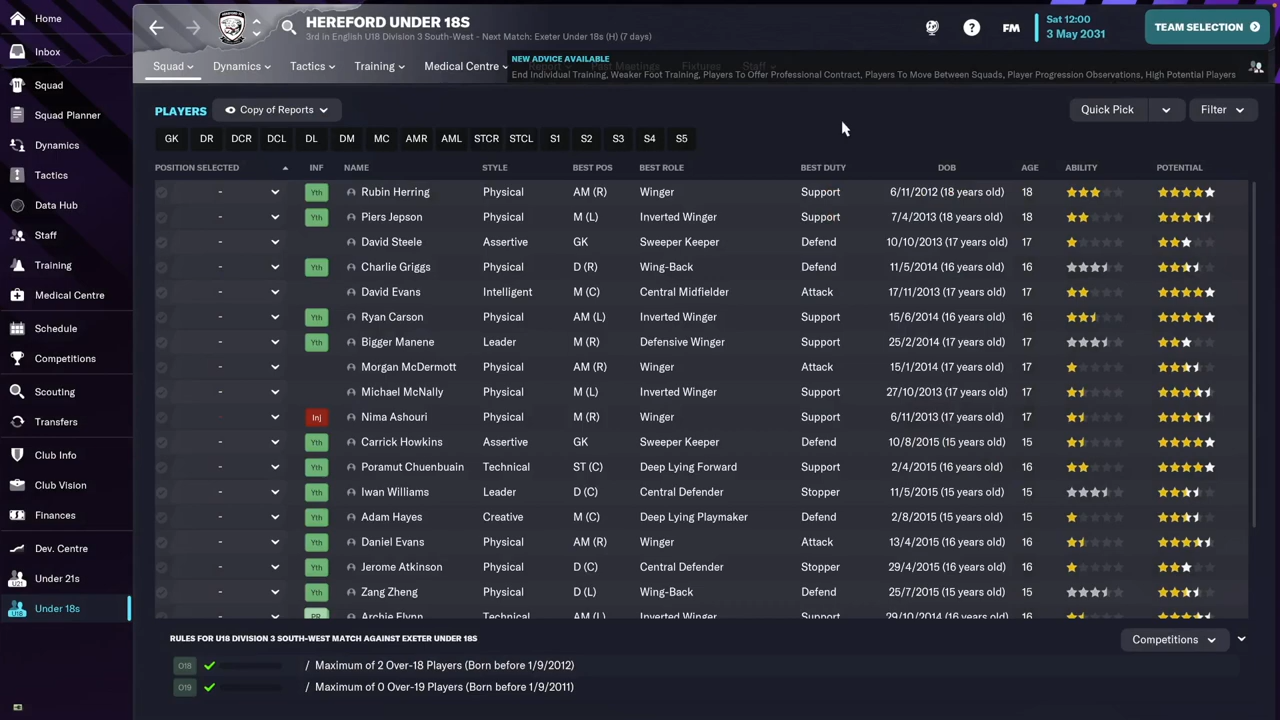 Home
HEREFORD UNDER 18S
3rd in English U18 Division 3 South-West - Next Match: Exeter Under 18s (H) (7 days)
FM
Sat 12:00
3 May 2031
TEAM SELECTION
Inbox
Squad
Squad Planner
Dynamics
Tactics
Data Hub
Staff
Training
Medical Centre
Schedule
Competitions
Scouting
Transfers
Club Info
Club Vision
Finances
Dev. Centre
U21
Under 21s
U18
Under 18s
Squad Dynamics Tactics Training Medical Centre Past Meetings Fixtures Staff
NEW ADVICE AVAILABLE
End Individual Training, Weaker Foot Training, Players To Offer Professional Contract, Players To Move Between Squads, Player Progression Observations, High Potential Players
PLAYERS Copy of Reports Quick Pick Filter
GK DR DCR DCL DL DM MC AMR AML STCR STCL S1 S2 S3 S4 S5
POSITION SELECTED INF NAME STYLE BEST POS BEST ROLE BEST DUTY DOB AGE ABILITY POTENTIAL
- Yth Rubin Herring Physical AM (R) Winger Support 6/11/2012 (18 years old) 18
- Yth Piers Jepson Physical M (L) Inverted Winger Support 7/4/2013 (18 years old) 18
- David Steele Assertive GK Sweeper Keeper Defend 10/10/2013 (17 years old) 17
- Yth Charlie Griggs Physical D (R) Wing-Back Defend 11/5/2014 (16 years old) 16
- David Evans Intelligent M (C) Central Midfielder Attack 17/11/2013 (17 years old) 17
- Yth Ryan Carson Physical AM (L) Inverted Winger Support 15/6/2014 (16 years old) 16
- Yth Bigger Manene Leader M (R) Defensive Winger Support 25/2/2014 (17 years old) 17
- Morgan McDermott Physical AM (R) Winger Attack 15/1/2014 (17 years old) 17
- Michael McNally Physical M (L) Inverted Winger Support 27/10/2013 (17 years old) 17
- Inj Nima Ashouri Physical M (R) Winger Support 6/11/2013 (17 years old) 17
- Yth Carrick Howkins Assertive GK Sweeper Keeper Defend 10/8/2015 (15 years old) 15
- Yth Poramut Chuenbuain Technical ST (C) Deep Lying Forward Support 2/4/2015 (16 years old) 16
- Yth Iwan Williams Leader D (C) Central Defender Stopper 11/5/2015 (15 years old) 15
- Yth Adam Hayes Creative M (C) Deep Lying Playmaker Defend 2/8/2015 (15 years old) 15
- Yth Daniel Evans Physical AM (R) Winger Attack 13/4/2015 (16 years old) 16
- Yth Jerome Atkinson Physical D (C) Central Defender Stopper 29/4/2015 (16 years old) 16
- Yth Zang Zheng Physical D (L) Wing-Back Defend 25/7/2015 (15 years old) 15
- PR Archie Flynn Technical AM (L) Inverted Winger Support 29/10/2014 (16 years old) 16
RULES FOR U18 DIVISION 3 SOUTH-WEST MATCH AGAINST EXETER UNDER 18S
Competitions
O18 / Maximum of 2 Over-18 Players (Born before 1/9/2012)
O19 / Maximum of 0 Over-19 Players (Born before 1/9/2011)